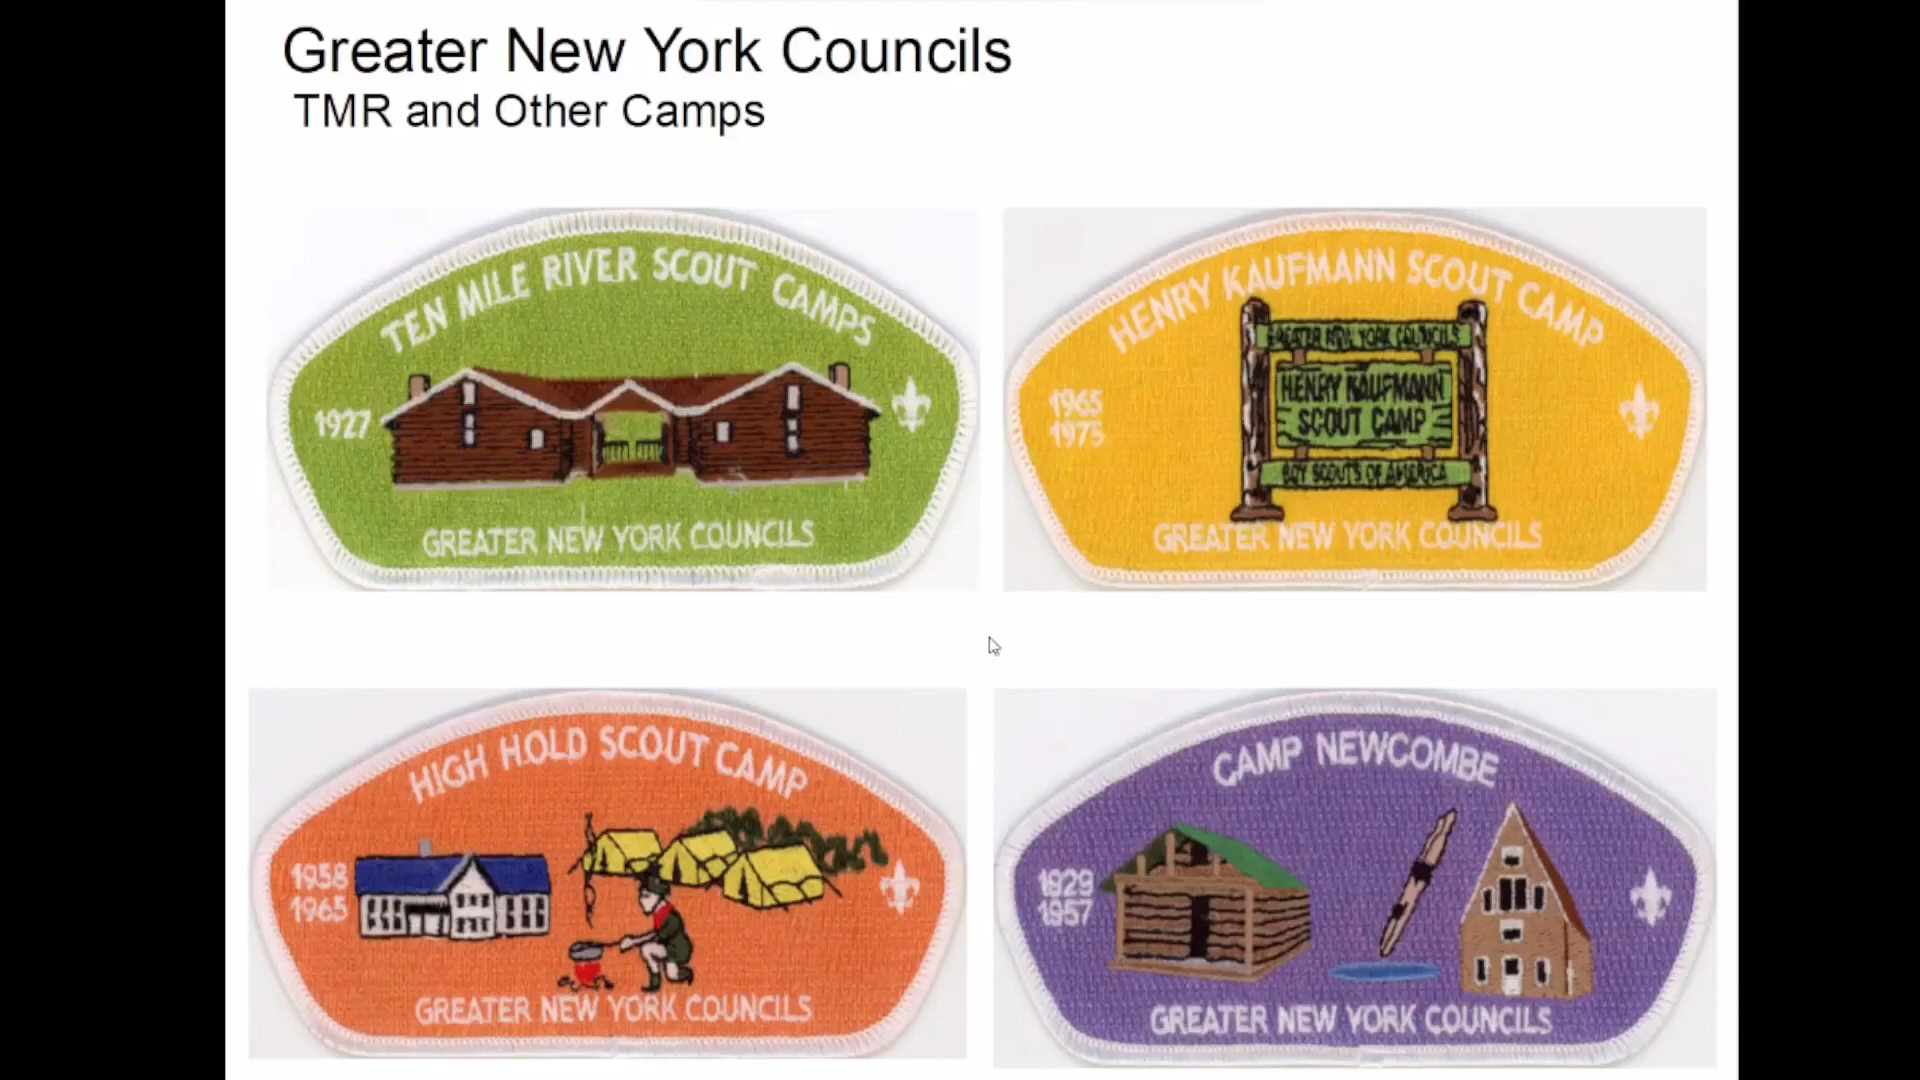 Greater New York Councils
TMR and Other Camps
TEN MILE RIVER SCOUT CAMPS
1927
GREATER NEW YORK COUNCILS
HENRY KAUFMANN SCOUT CAMP
1965
1975
GREATER NEW YORK COUNCILS
HENRY KAUFMANN
SCOUT CAMP
BOY SCOUTS OF AMERICA
GREATER NEW YORK COUNCILS
HIGH HOLD SCOUT CAMP
1958
1965
GREATER NEW YORK COUNCILS
CAMP NEWCOMBE
1929
1957
GREATER NEW YORK COUNCILS